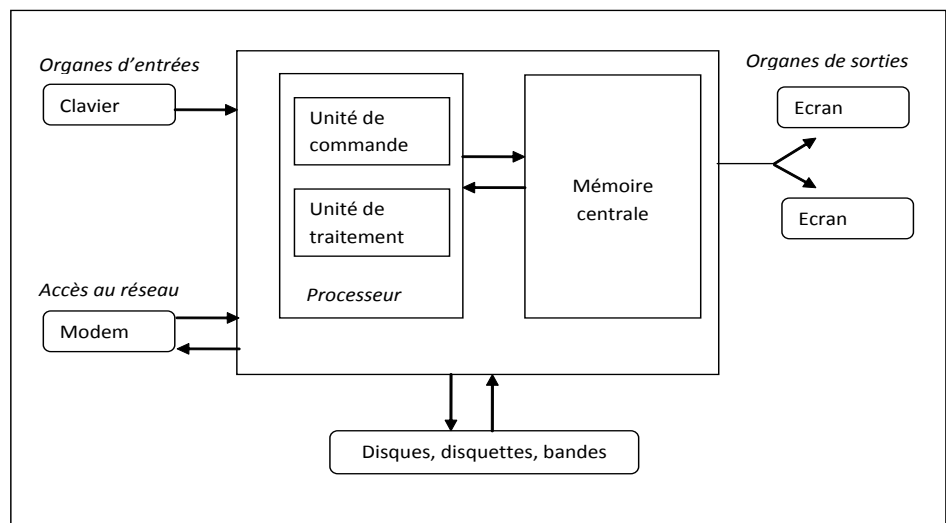 Organes d'entrées
Clavier
Accès au réseau
Modem
Unité de
commande
Unité de
traitement
Processeur
Mémoire
centrale
Organes de sorties
Ecran
Ecran
Disques, disquettes, bandes